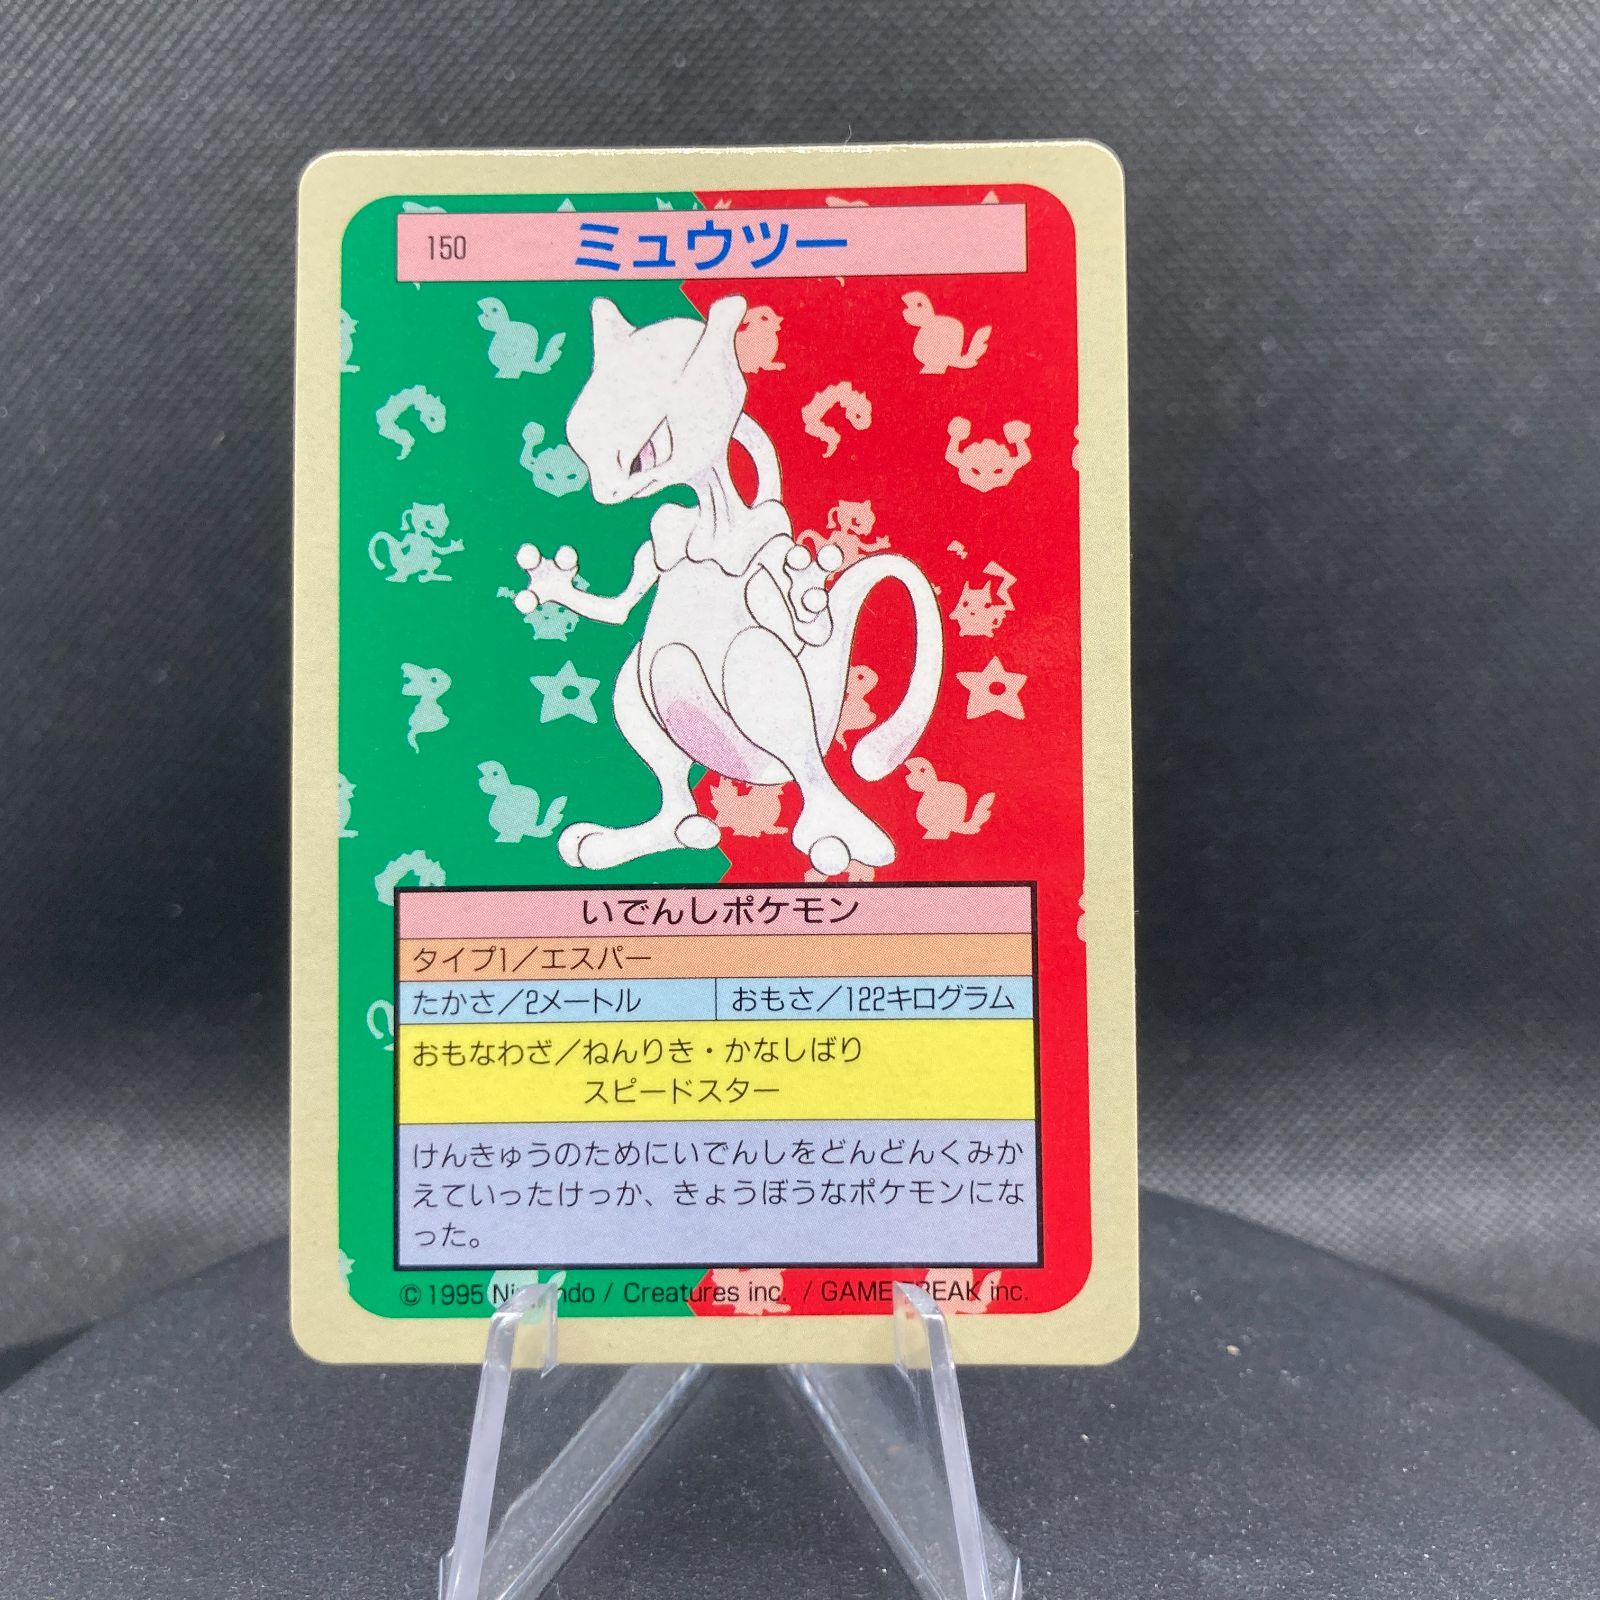 150 ミュウツー
いでんしポケモン
タイプ1／エスパー
たかさ／2メートル おもさ／122キログラム
おもなわざ／ねんりき・かなしばり
スピードスター
けんきゅうのためにいでんしをどんどんくみか
えていったけっか、きょうぼうなポケモンにな
った。
© 1995 Nintendo / Creatures inc. / GAME FREAK inc.